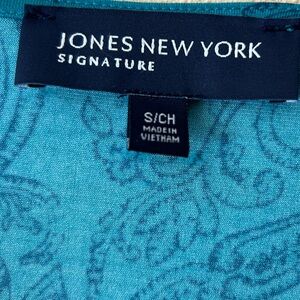 JONES NEW YORK
SIGNATURE
S/CH
MADE IN
VIETNAM